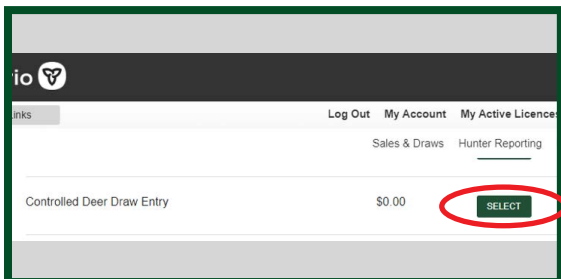 rio
inks
Log Out My Account My Active Licences
Sales & Draws Hunter Reporting
Controlled Deer Draw Entry $0.00 SELECT